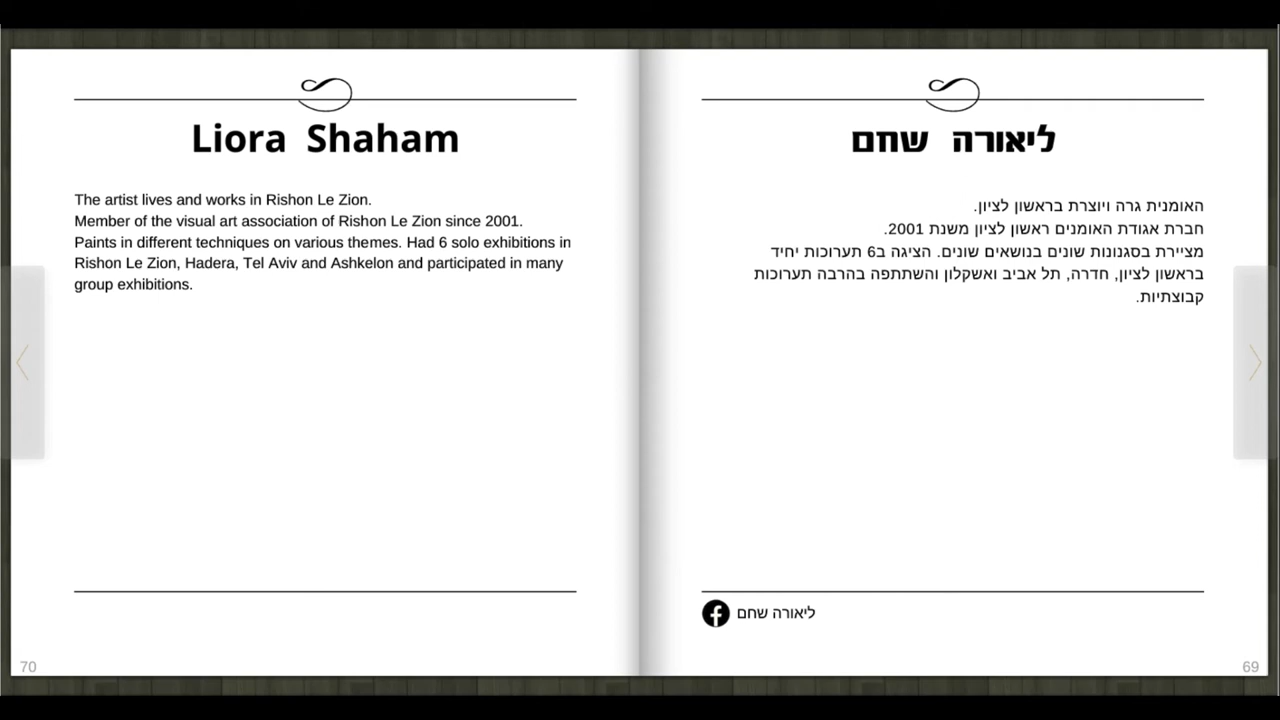 Liora Shaham
The artist lives and works in Rishon Le Zion.
Member of the visual art association of Rishon Le Zion since 2001.
Paints in different techniques on various themes. Had 6 solo exhibitions in
Rishon Le Zion, Hadera, Tel Aviv and Ashkelon and participated in many
group exhibitions.
70
ליאורה שחם
האומנית גרה ויוצרת בראשון לציון.
חברת אגודת האומנים ראשון לציון משנת 2001.
מציירת בסגנונות שונים בנושאים שונים. הציגה ב6 תערוכות יחיד
בראשון לציון, חדרה, תל אביב ואשקלון והשתתפה בהרבה תערוכות
קבוצתיות.
ליאורה שחם
69